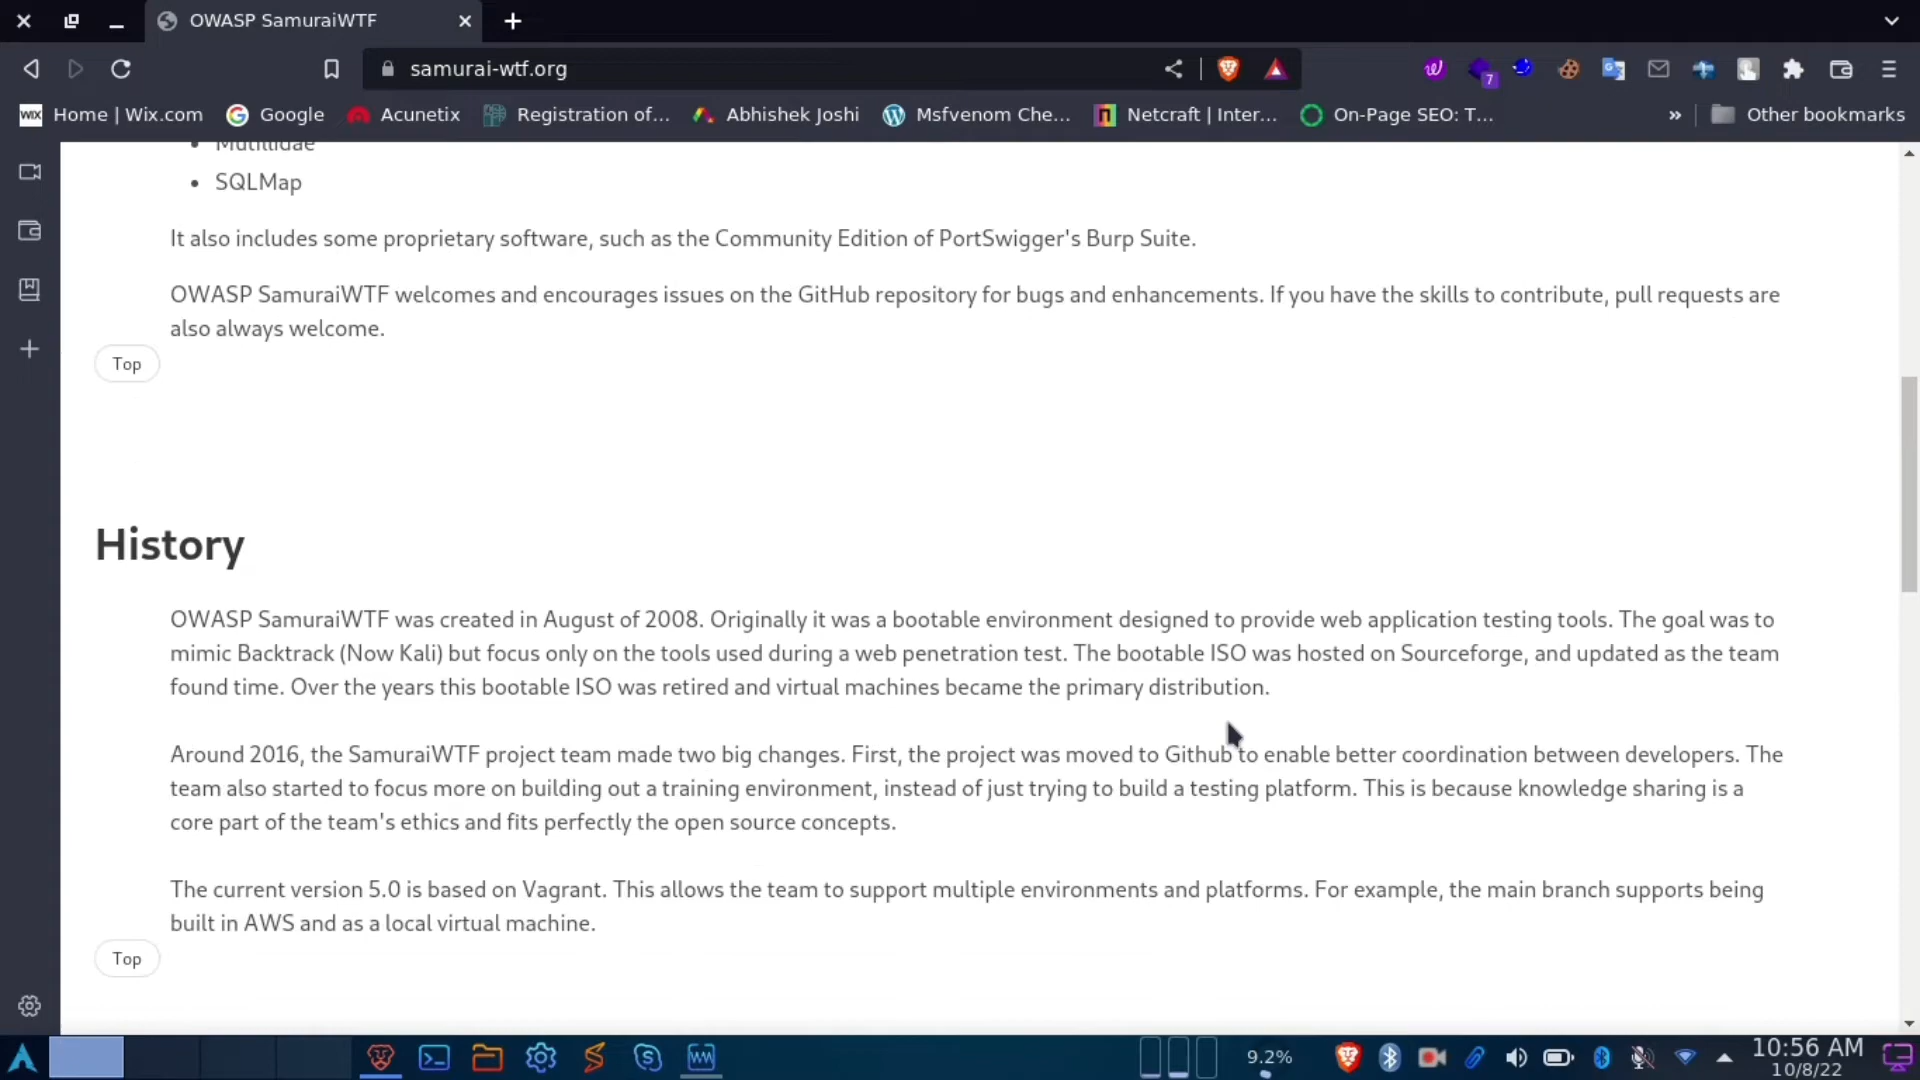 OWASP SamuraiWTF
samurai-wtf.org
7
Home | Wix.com
Google
Acunetix
Registration of...
Abhishek Joshi
Msfvenom Che...
Netcraft | Inter...
On-Page SEO: T...
»
Other bookmarks
• Mutillidae
• SQLMap
It also includes some proprietary software, such as the Community Edition of PortSwigger's Burp Suite.
OWASP SamuraiWTF welcomes and encourages issues on the GitHub repository for bugs and enhancements. If you have the skills to contribute, pull requests are
also always welcome.
Top
History
OWASP SamuraiWTF was created in August of 2008. Originally it was a bootable environment designed to provide web application testing tools. The goal was to
mimic Backtrack (Now Kali) but focus only on the tools used during a web penetration test. The bootable ISO was hosted on Sourceforge, and updated as the team
found time. Over the years this bootable ISO was retired and virtual machines became the primary distribution.
Around 2016, the SamuraiWTF project team made two big changes. First, the project was moved to Github to enable better coordination between developers. The
team also started to focus more on building out a training environment, instead of just trying to build a testing platform. This is because knowledge sharing is a
core part of the team's ethics and fits perfectly the open source concepts.
The current version 5.0 is based on Vagrant. This allows the team to support multiple environments and platforms. For example, the main branch supports being
built in AWS and as a local virtual machine.
Top
9.2%
10:56 AM
10/8/22